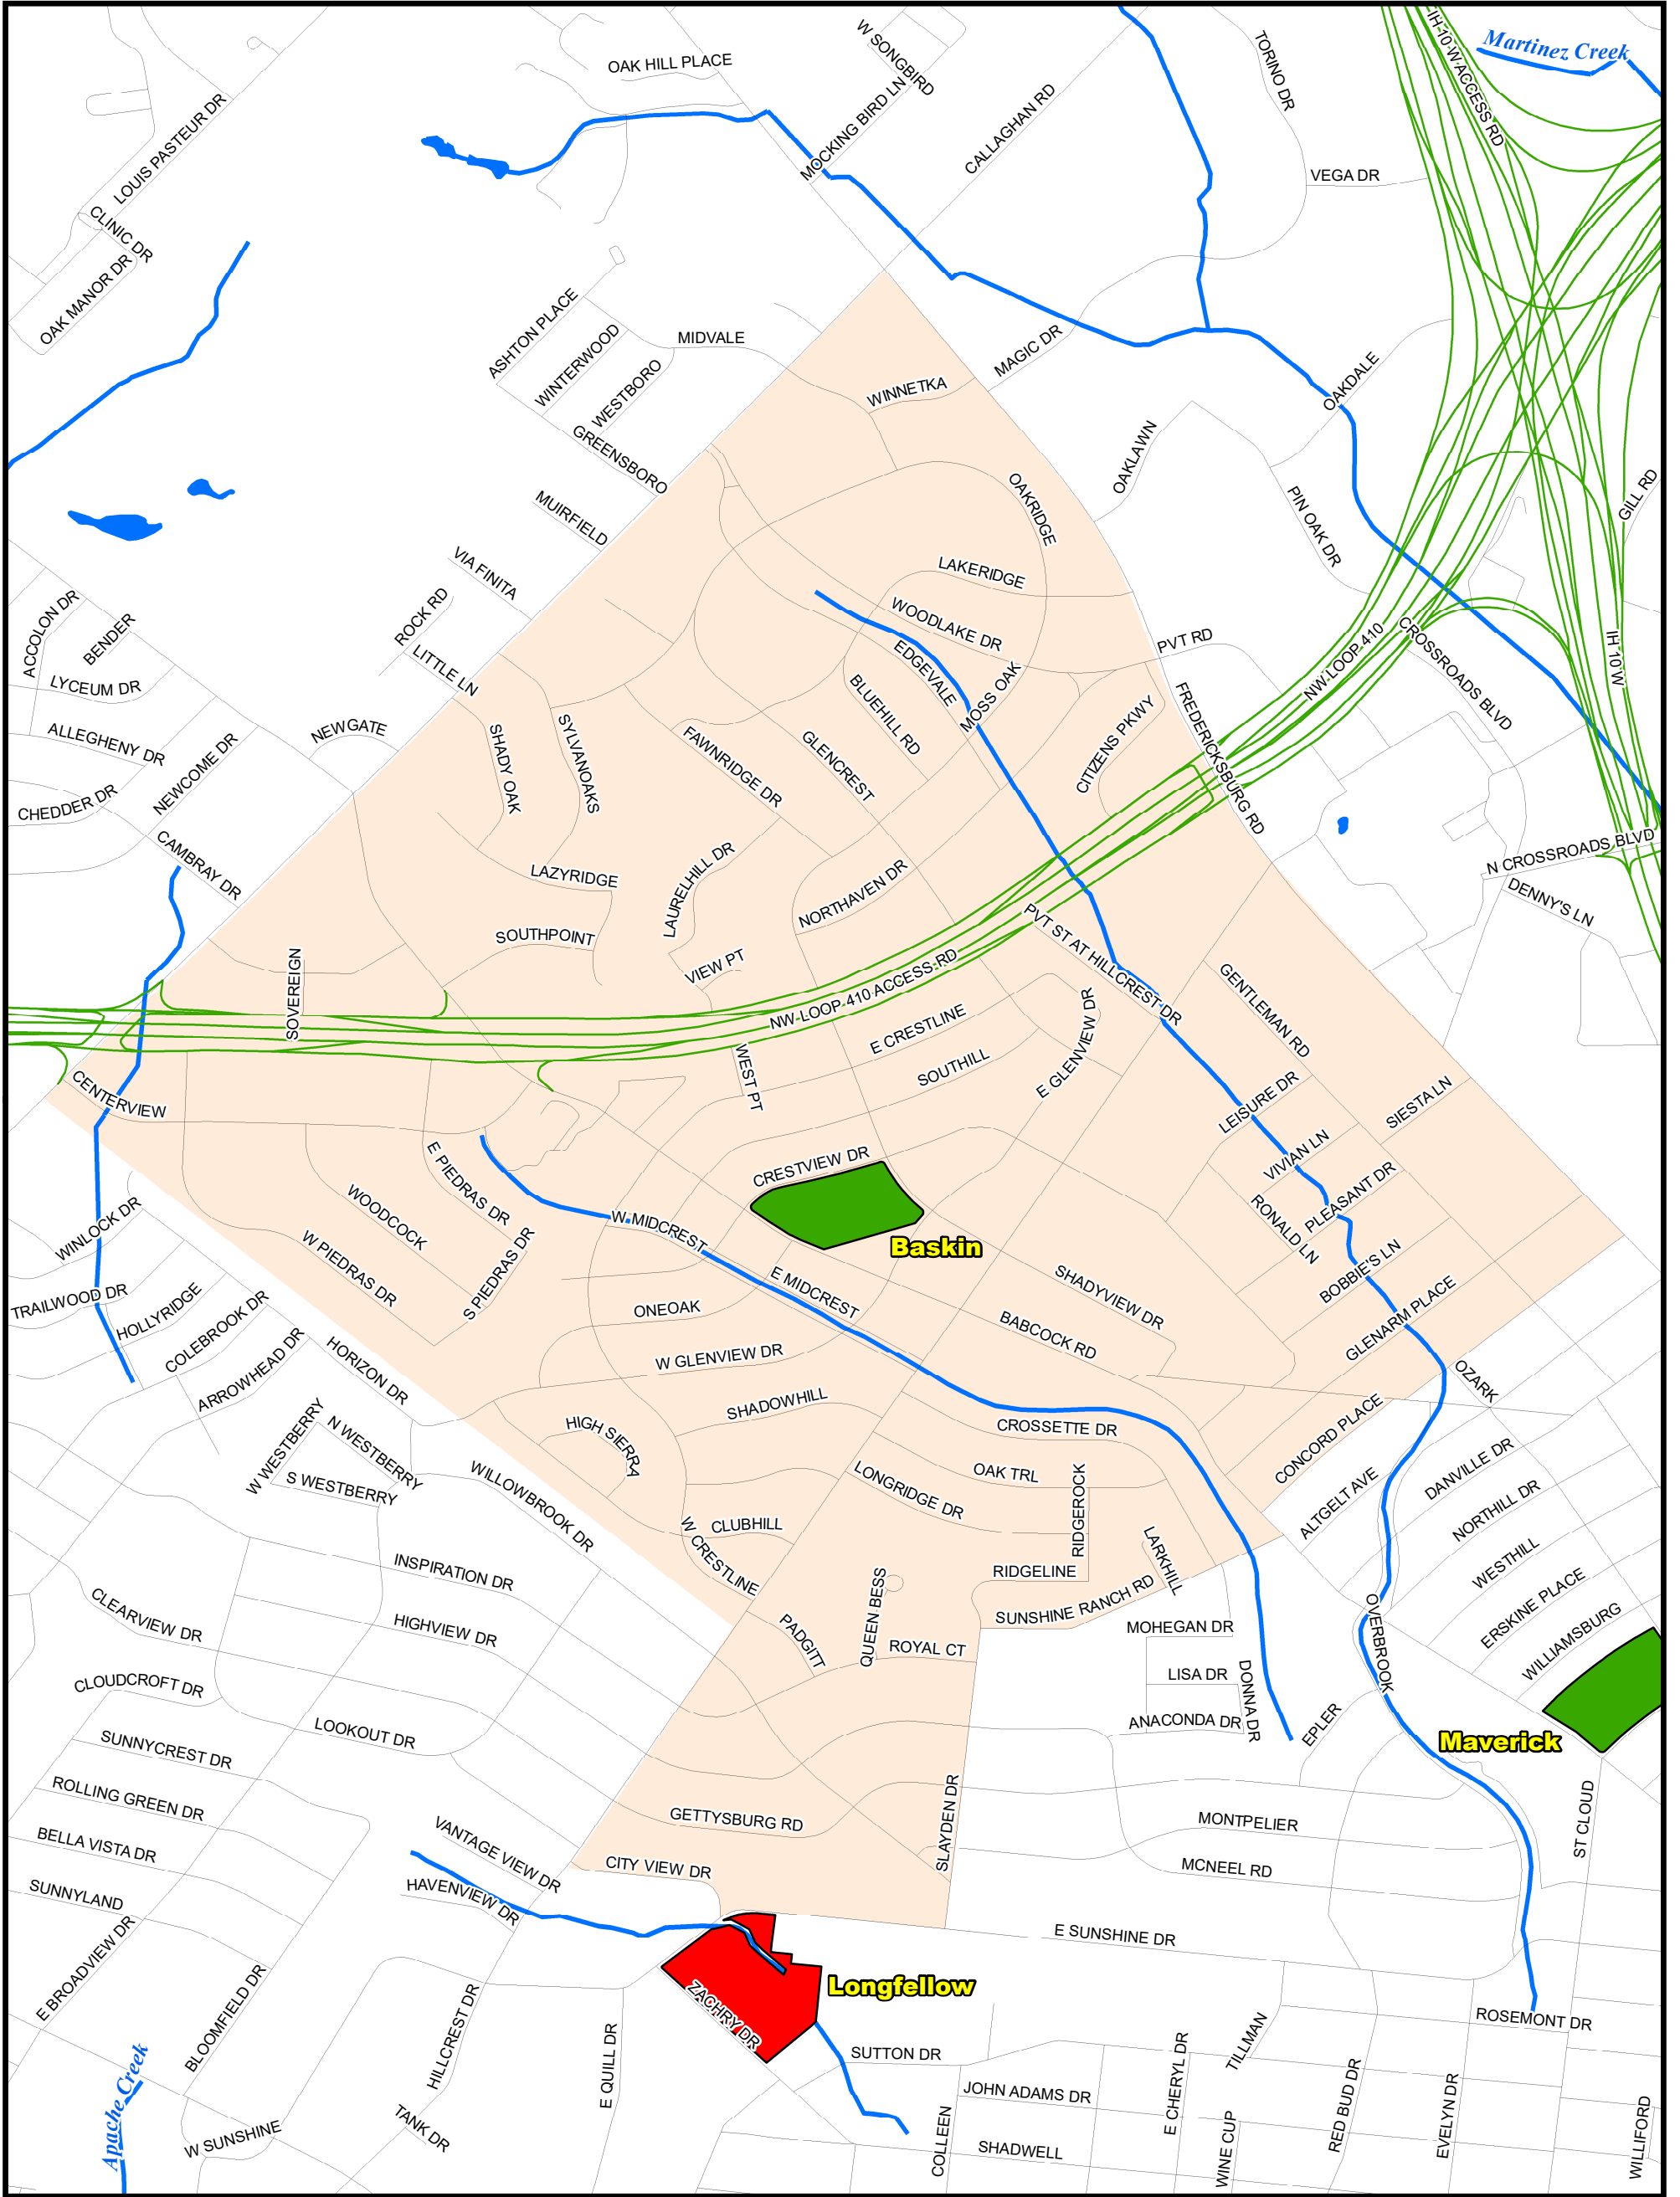 IH 10 W ACCESS RD
Martinez Creek
W SONGBIRD
TORINO DR
OAK HILL PLACE
MOCKING BIRD LN
CALLAGHAN RD
LOUIS PASTEUR DR
VEGA DR
CLINIC DR
OAK MANOR DR
ASHTON PLACE
WINTERWOOD
WESTBORO
MIDVALE
MAGIC DR
WINNETKA
OAKDALE
GREENSBORO
OAKLAWN
MUIRFIELD
OAKRIDGE
PIN OAK DR
GILL RD
VIA FINITA
LAKERIDGE
ACCOLON DR
BENDER
ROCK RD
WOODLAKE DR
PVT RD
NW LOOP 410
CROSSROADS BLVD
IH 10 W
LITTLE LN
EDGEVALE
LYCEUM DR
BLUEHILL RD
MOSS OAK
CITIZENS PKWY
FREDERICKSBURG RD
ALLEGHENY DR
NEWGATE
NEWCOME DR
SHADY OAK
SYLVANOAKS
FAWNRIDGE DR
GLENCREST
CHEDDER DR
CAMBRAY DR
LAZYRIDGE
LAURELHILL DR
NORTHAVEN DR
N CROSSROADS BLVD
DENNY'S LN
SOUTHPOINT
SOVEREIGN
VIEW PT
NW LOOP 410 ACCESS RD
PVT ST AT HILLCREST DR
GENTLEMAN RD
E CRESTLINE
E GLENVIEW DR
SOUTHILL
WEST PT
CENTERVIEW
LEISURE DR
SIESTA LN
VIVIAN LN
PLEASANT DR
E PIEDRAS DR
CRESTVIEW DR
WOODCOCK
WINLOCK DR
W MIDCREST
Baskin
RONALD LN
W PIEDRAS DR
S PIEDRAS DR
BOBBIE'S LN
TRAILWOOD DR
HOLLYRIDGE
COLEBROOK DR
E MIDCREST
SHADYVIEW DR
ONEOAK
BABCOCK RD
GLENARM PLACE
ARROWHEAD DR
HORIZON DR
W GLENVIEW DR
OZARK
SHADOWHILL
W WESTBERRY
N WESTBERRY
S WESTBERRY
HIGH SIERRA
CROSSETTE DR
CONCORD PLACE
WILLOWBROOK DR
LONGRIDGE DR
OAK TRL
RIDGEROCK
DANVILLE DR
ALTGELT AVE
NORTHILL DR
CLUBHILL
W CRESTLINE
LARKHILL
WESTHILL
INSPIRATION DR
RIDGELINE
SUNSHINE RANCH RD
OVERBROOK
ERSKINE PLACE
CLEARVIEW DR
HIGHVIEW DR
QUEEN BESS
PADGITT
ROYAL CT
MOHEGAN DR
WILLIAMSBURG
CLOUDCROFT DR
LISA DR
DONNA DR
LOOKOUT DR
ANACONDA DR
EPLER
Maverick
SUNNYCREST DR
ROLLING GREEN DR
GETTYSBURG RD
SLAYDEN DR
MONTPELIER
ST CLOUD
BELLA VISTA DR
VANTAGE VIEW DR
CITY VIEW DR
MCNEEL RD
SUNNYLAND
HAVENVIEW DR
E SUNSHINE DR
E BROADVIEW DR
BLOOMFIELD DR
HILLCREST DR
ZACHRY DR
Longfellow
ROSEMONT DR
E QUILL DR
SUTTON DR
E CHERYL DR
TILLMAN
Apache Creek
JOHN ADAMS DR
RED BUD DR
EVELYN DR
W SUNSHINE
TANK DR
COLLEEN
SHADWELL
WINE CUP
WILLIFORD